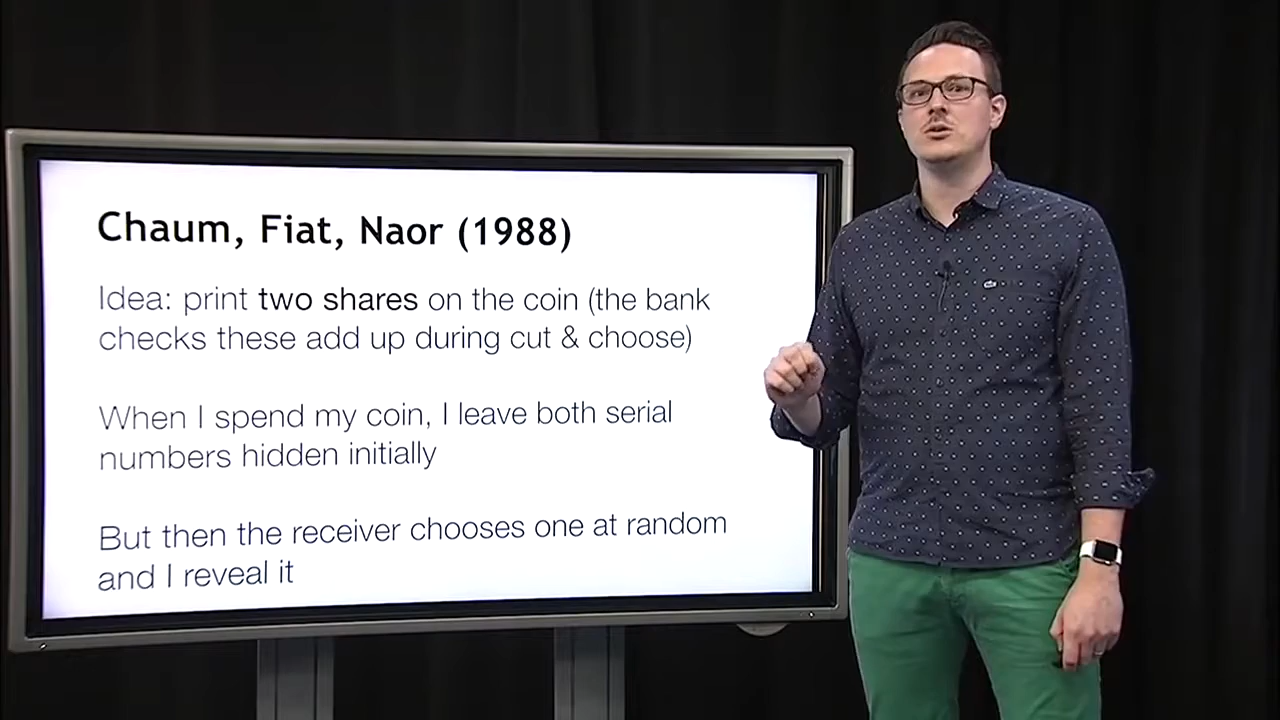 Chaum, Fiat, Naor (1988)
Idea: print two shares on the coin (the bank
checks these add up during cut & choose)
When I spend my coin, I leave both serial
numbers hidden initially
But then the receiver chooses one at random
and I reveal it